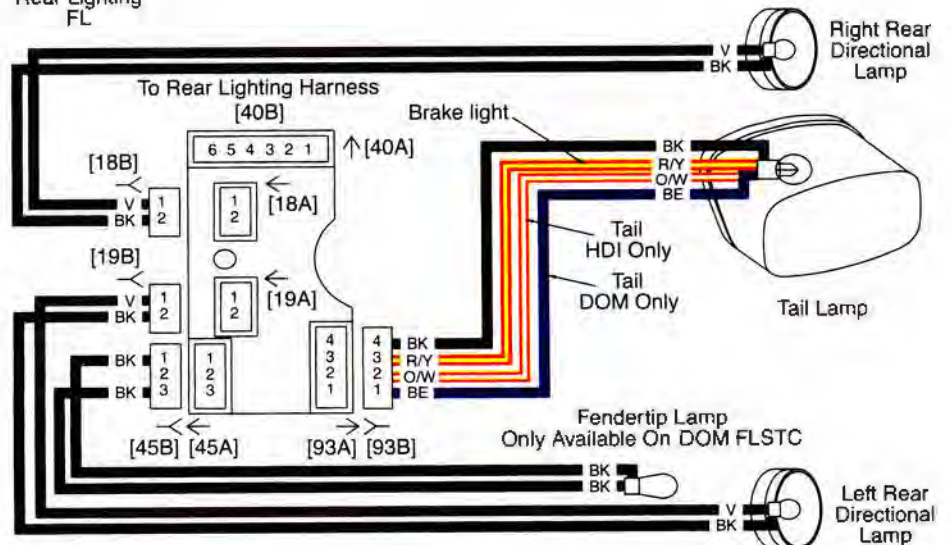 Rear Lighting
FL
Right Rear
Directional
Lamp
V
BK
To Rear Lighting Harness
[40B]
Brake light
6 5 4 3 2 1
[40A]
BK
R/Y
O/W
BE
[18B]
V
BK
1
2
1
2
[18A]
Tail
HDI Only
Tail
DOM Only
Tail Lamp
[19B]
V
BK
1
2
1
2
[19A]
BK
BK
1
2
3
1
2
3
4
3
2
1
4
3
2
1
BK
R/Y
O/W
BE
[45B] [45A]
[93A] [93B]
Fendertip Lamp
Only Available On DOM FLSTC
BK
BK
V
BK
Left Rear
Directional
Lamp